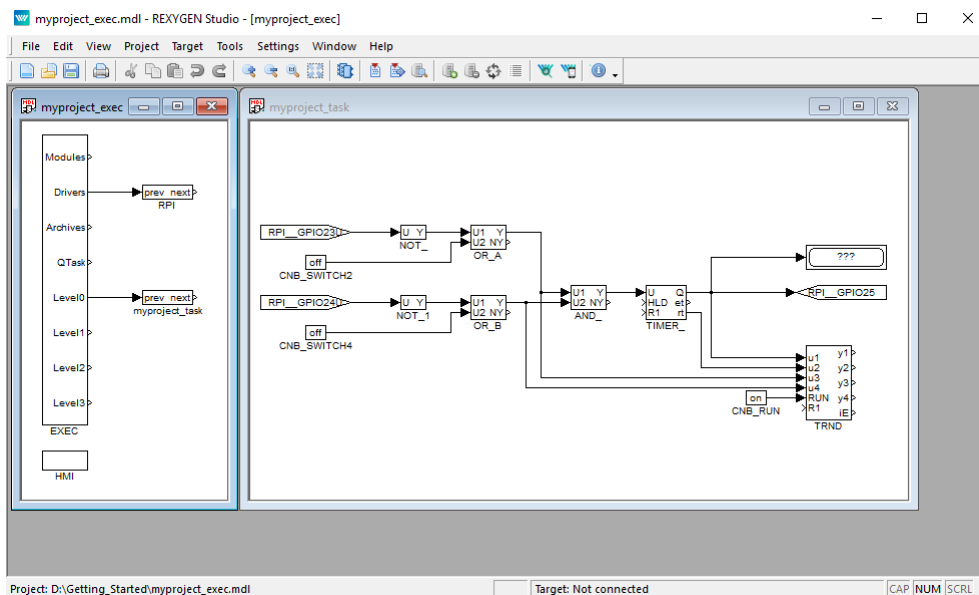 myproject_exec.mdl - REXYGEN Studio - [myproject_exec]
File Edit View Project Target Tools Settings Window Help
myproject_exec
Modules
Drivers
prev next
RPI
Archives
QTask
Level0
prev next
myproject_task
Level1
Level2
Level3
EXEC
HMI
myproject_task
RPI__GPIO23U
U Y
NOT_
U1 Y
U2 NY
OR_A
off
CNB_SWITCH2
RPI__GPIO24U
U Y
NOT_1
U1 Y
U2 NY
OR_B
off
CNB_SWITCH4
U1 Y
U2 NY
AND_
U Q
HLD et
R1 rt
TIMER_
???
RPI__GPIO25
u1 y1
u2 y2
u3 y3
u4 y4
RUN
R1 iE
TRND
on
CNB_RUN
Project: D:\Getting_Started\myproject_exec.mdl
Target: Not connected
CAP NUM SCRL